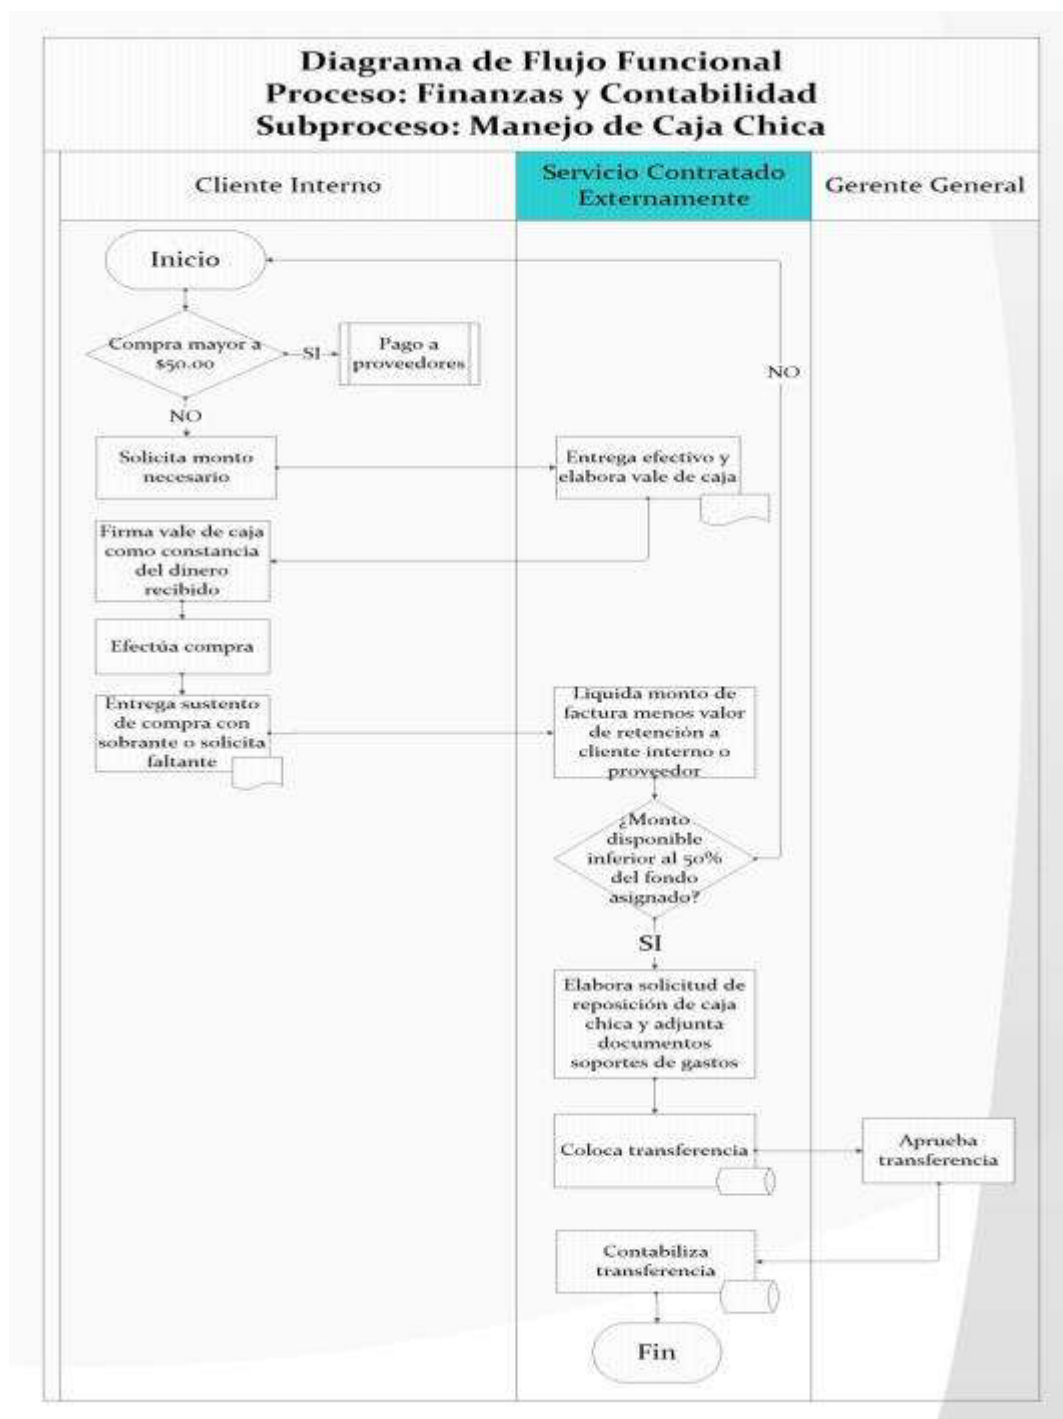 Diagrama de Flujo Funcional
Proceso: Finanzas y Contabilidad
Subproceso: Manejo de Caja Chica
Cliente Interno
Servicio Contratado
Externamente
Gerente General
Inicio
Compra mayor a
$50.00
SI
Pago a
proveedores
NO
NO
Solicita monto
necesario
Entrega efectivo y
elabora vale de caja
Firma vale de caja
como constancia
del dinero
recibido
Efectúa compra
Entrega sustento
de compra con
sobrante o solicita
faltante
Liquida monto de
factura menos valor
de retención a
cliente interno o
proveedor
¿Monto
disponible
inferior al 50%
del fondo
asignado?
SI
Elabora solicitud de
reposición de caja
chica y adjunta
documentos
soportes de gastos
Coloca transferencia
Aprueba
transferencia
Contabiliza
transferencia
Fin